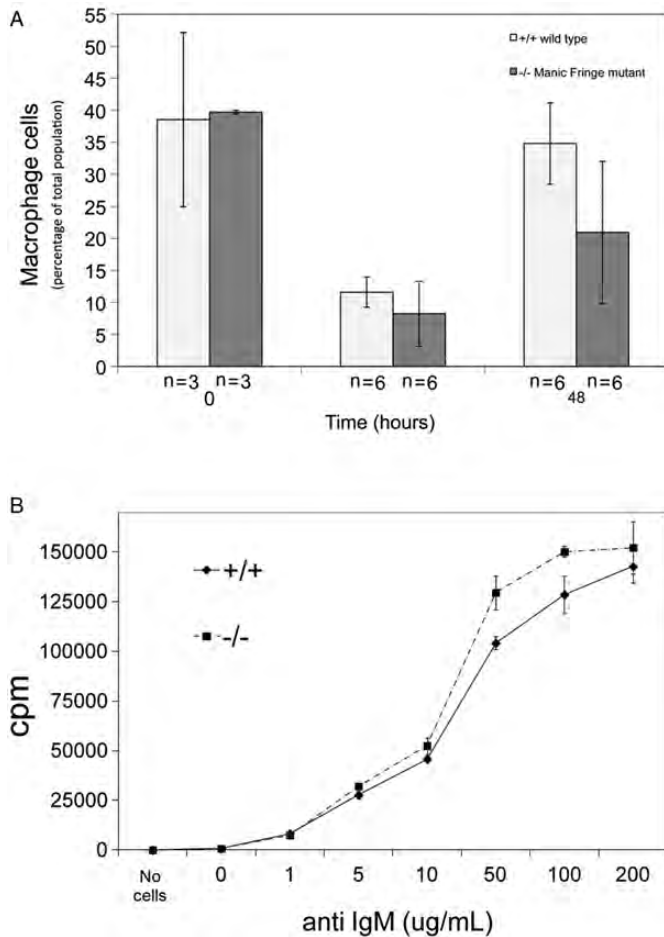 A
55
50
45
40
35
30
25
20
15
10
5
0
Macrophage cells
(percentage of total population)
+/+ wild type
-/- Manic Fringe mutant
n=3 n=3
n=6 n=6
n=6 n=6
0
48
Time (hours)
B
150000
125000
100000
75000
50000
25000
0
cpm
+/+
-/-
No cells
0 1 5 10 50 100 200
anti IgM (ug/mL)